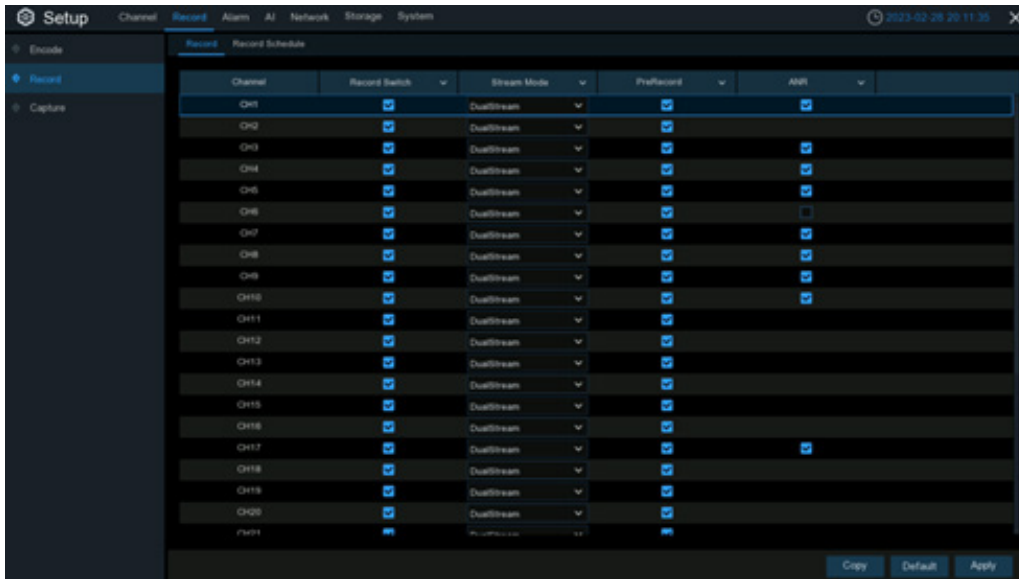 Setup Channel Record Alarm AI Network Storage System 2023-02-28 20:11:35
Encode
Record
Capture
Record Record Schedule
Channel Record Switch Stream Mode PreRecord ANR
CH1 DualStream
CH2 DualStream
CH3 DualStream
CH4 DualStream
CH5 DualStream
CH6 DualStream
CH7 DualStream
CH8 DualStream
CH9 DualStream
CH10 DualStream
CH11 DualStream
CH12 DualStream
CH13 DualStream
CH14 DualStream
CH15 DualStream
CH16 DualStream
CH17 DualStream
CH18 DualStream
CH19 DualStream
CH20 DualStream
CH21 DualStream
Copy Default Apply